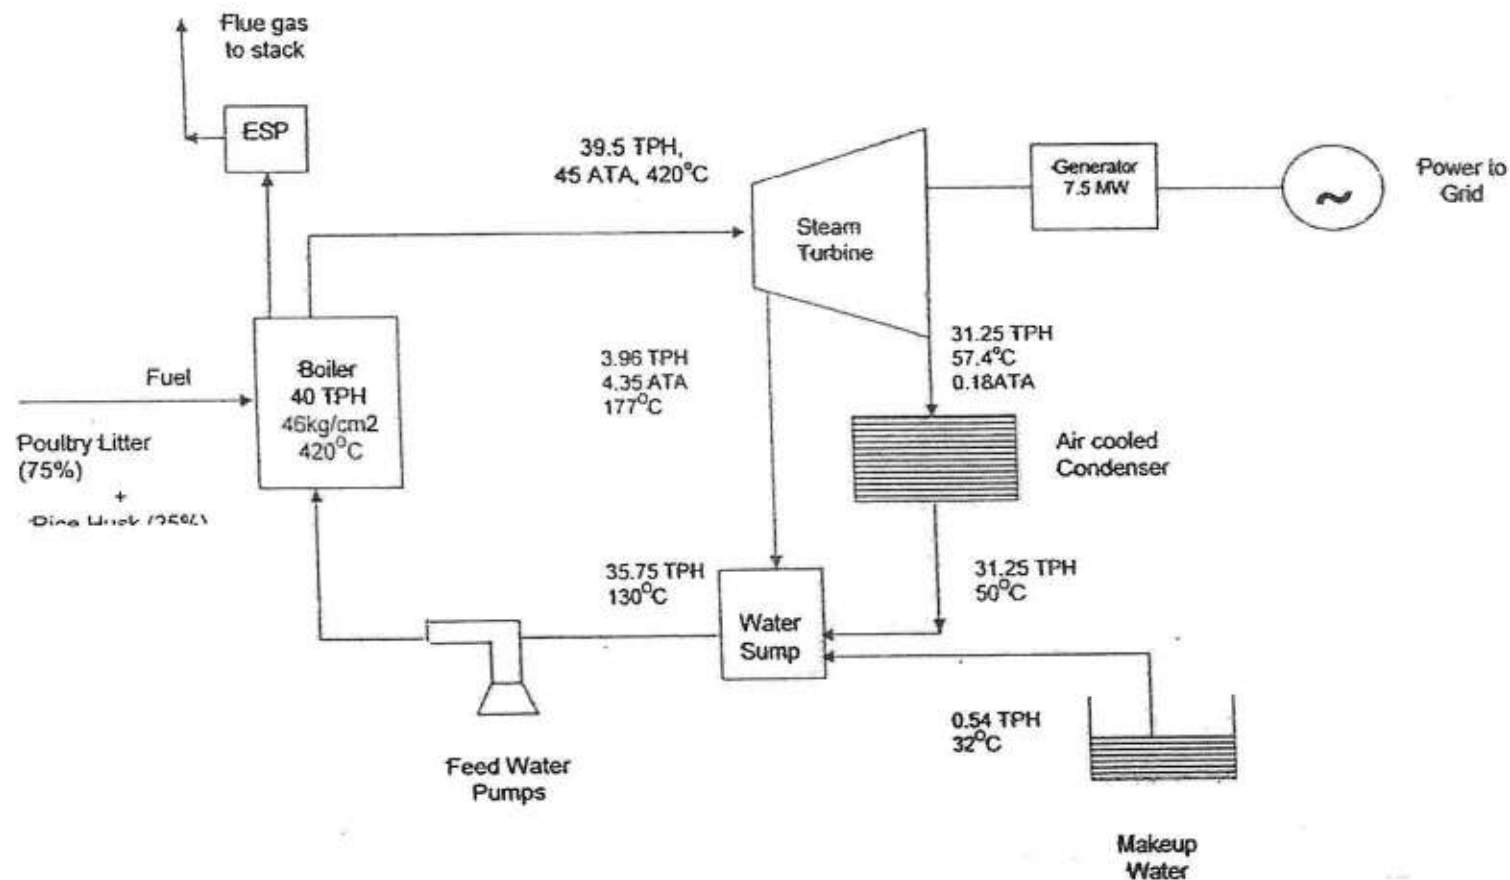 Flue gas
to stack
ESP
39.5 TPH,
45 ATA, 420°C
Generator
7.5 MW
~
Power to
Grid
Steam
Turbine
Fuel
Boiler
40 TPH
46kg/cm2
420°C
Poultry Litter
(75%)
+
3.96 TPH
4.35 ATA
177°C
31.25 TPH
57.4°C
0.18ATA
Air cooled
Condenser
35.75 TPH
130°C
Water
Sump
31.25 TPH
50°C
0.54 TPH
32°C
Feed Water
Pumps
Makeup
Water